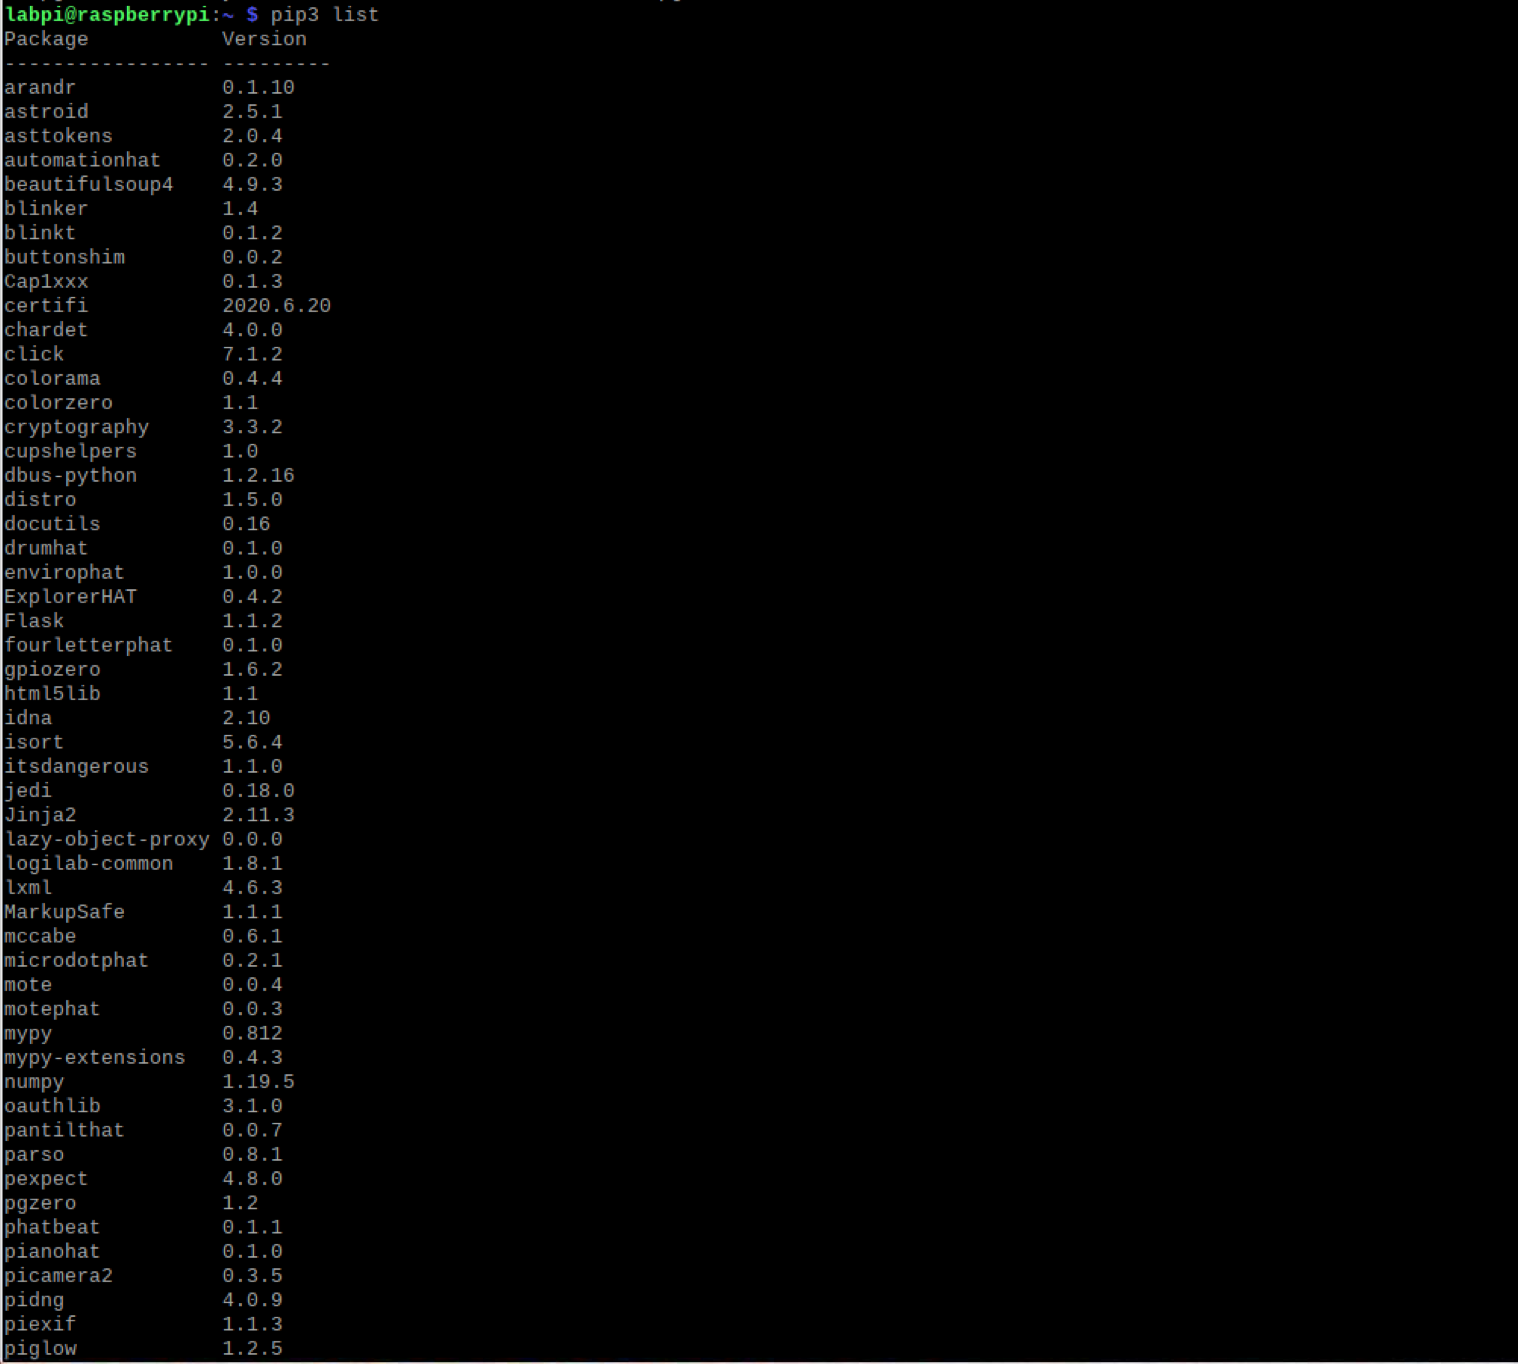 labpi@raspberrypi:~ $ pip3 list
Package           Version
----------------- ---------
arandr            0.1.10
astroid           2.5.1
asttokens         2.0.4
automationhat     0.2.0
beautifulsoup4    4.9.3
blinker           1.4
blinkt            0.1.2
buttonshim        0.0.2
Cap1xxx           0.1.3
certifi           2020.6.20
chardet           4.0.0
click             7.1.2
colorama          0.4.4
colorzero         1.1
cryptography      3.3.2
cupshelpers       1.0
dbus-python       1.2.16
distro            1.5.0
docutils          0.16
drumhat           0.1.0
envirophat        1.0.0
ExplorerHAT       0.4.2
Flask             1.1.2
fourletterphat    0.1.0
gpiozero          1.6.2
html5lib          1.1
idna              2.10
isort             5.6.4
itsdangerous      1.1.0
jedi              0.18.0
Jinja2            2.11.3
lazy-object-proxy 0.0.0
logilab-common    1.8.1
lxml              4.6.3
MarkupSafe        1.1.1
mccabe            0.6.1
microdotphat      0.2.1
mote              0.0.4
motephat          0.0.3
mypy              0.812
mypy-extensions   0.4.3
numpy             1.19.5
oauthlib          3.1.0
pantilthat        0.0.7
parso             0.8.1
pexpect           4.8.0
pgzero            1.2
phatbeat          0.1.1
pianohat          0.1.0
picamera2         0.3.5
pidng             4.0.9
piexif            1.1.3
piglow            1.2.5